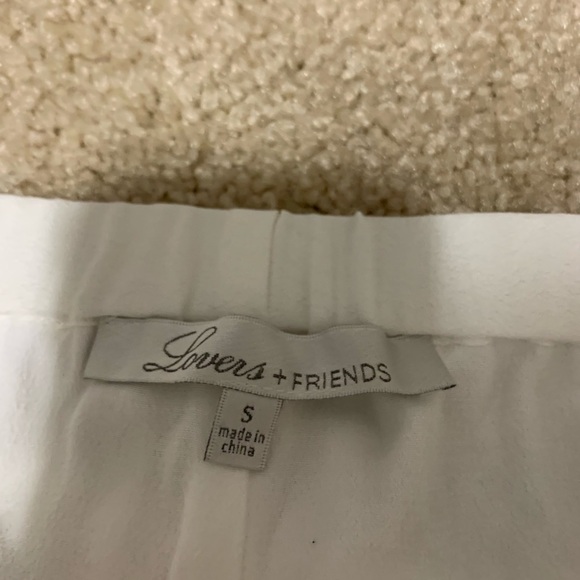 Lovers + FRIENDS
S
made in
china